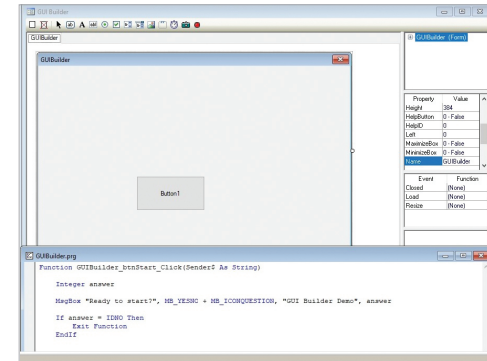 GUI Builder
GUIBuilder
GUIBuilder (Form)
GUIBuilder
Button1
Property Value
Height 384
HelpButton 0 - False
HelpID 0
Left 0
MaximizeBox 0 - False
MinimizeBox 0 - False
Name GUIBuilder
Event Function
Closed (None)
Load (None)
Resize (None)
GUIBuilder.prg
Function GUIBuilder_btnStart_Click(Sender$ As String)
Integer answer
MsgBox "Ready to start?", MB_YESNO + MB_ICONQUESTION, "GUI Builder Demo", answer
If answer = IDNO Then
Exit Function
EndIf